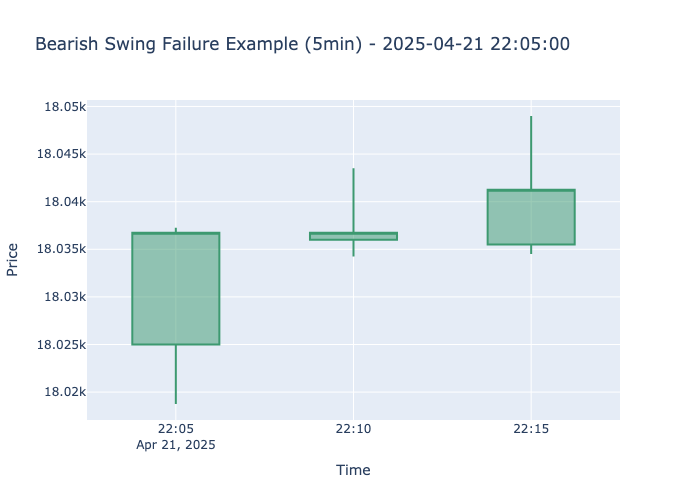 Bearish Swing Failure Example (5min) - 2025-04-21 22:05:00
18.05k
18.045k
18.04k
18.035k
18.03k
18.025k
18.02k
Price
22:05
Apr 21, 2025
22:10
22:15
Time